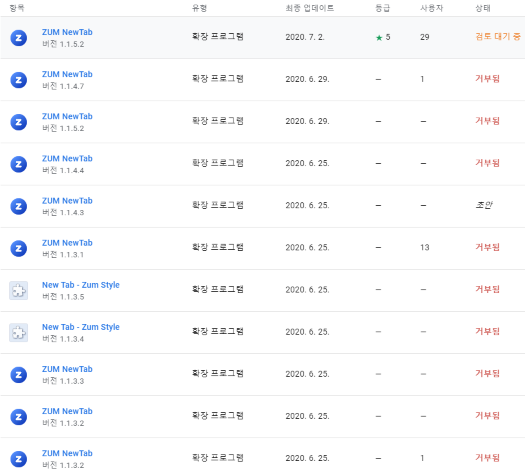 항목 유형 최종 업데이트 등급 사용자 상태
ZUM NewTab
버전 1.1.5.2
확장 프로그램 2020. 7. 2. ★ 5 29 검토 대기 중
ZUM NewTab
버전 1.1.4.7
확장 프로그램 2020. 6. 29. – 1 거부됨
ZUM NewTab
버전 1.1.5.2
확장 프로그램 2020. 6. 29. – – 거부됨
ZUM NewTab
버전 1.1.4.4
확장 프로그램 2020. 6. 25. – – 거부됨
ZUM NewTab
버전 1.1.4.3
확장 프로그램 2020. 6. 25. – – 초안
ZUM NewTab
버전 1.1.3.1
확장 프로그램 2020. 6. 25. – 13 거부됨
New Tab - Zum Style
버전 1.1.3.5
확장 프로그램 2020. 6. 25. – – 거부됨
New Tab - Zum Style
버전 1.1.3.4
확장 프로그램 2020. 6. 25. – – 거부됨
ZUM NewTab
버전 1.1.3.3
확장 프로그램 2020. 6. 25. – – 거부됨
ZUM NewTab
버전 1.1.3.2
확장 프로그램 2020. 6. 25. – – 거부됨
ZUM NewTab
버전 1.1.3.2
확장 프로그램 2020. 6. 25. – 1 거부됨